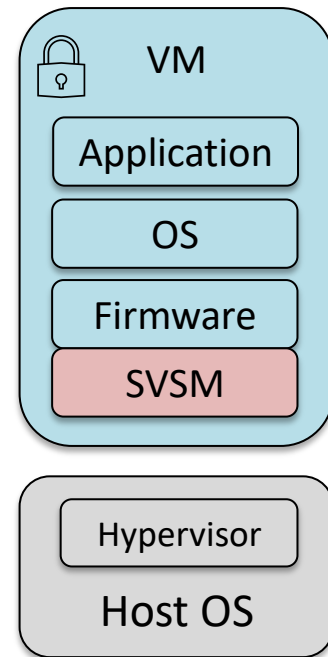 VM
Application
OS
Firmware
SVSM
Hypervisor
Host OS